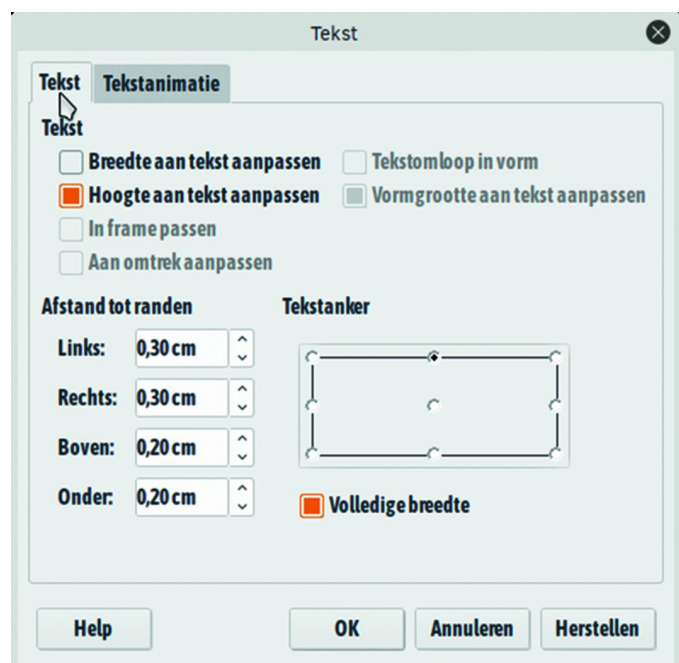 Tekst
Tekst Tekstanimatie
Tekst
Breedte aan tekst aanpassen Tekstomloop in vorm
Hoogte aan tekst aanpassen Vormgrootte aan tekst aanpassen
In frame passen
Aan omtrek aanpassen
Afstand tot randen Tekstanker
Links: 0,30 cm
Rechts: 0,30 cm
Boven: 0,20 cm
Onder: 0,20 cm
Volledige breedte
Help OK Annuleren Herstellen